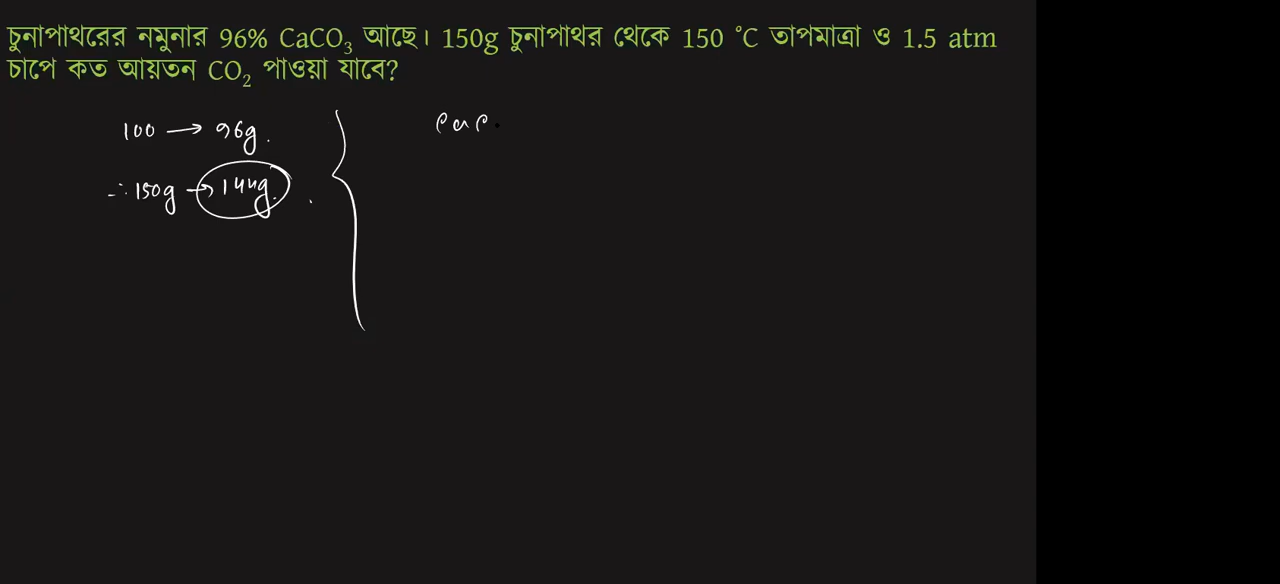 চুনাপাথরের নমুনার 96% CaCO₃ আছে। 150g চুনাপাথর থেকে 150 °C তাপমাত্রা ও 1.5 atm
চাপে কত আয়তন CO₂ পাওয়া যাবে?
100 → 96g.
∴ 150g → 144g.
CaC